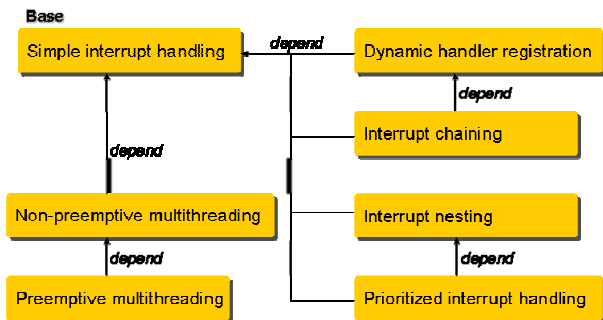 Base
Simple interrupt handling
depend
Dynamic handler registration
depend
Interrupt chaining
depend
Non-preemptive multithreading
Interrupt nesting
depend
depend
Preemptive multithreading
Prioritized interrupt handling